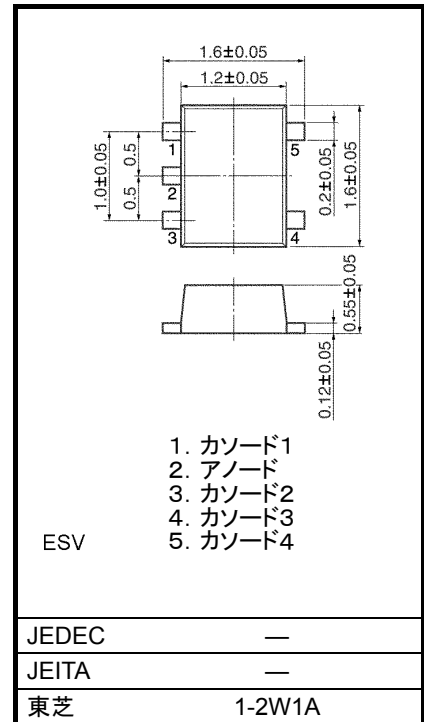 1.6±0.05
1.2±0.05
1
5
1.0±0.05
0.5
0.5
2
0.2±0.05
1.6±0.05
3
4
0.55±0.05
0.12±0.05
1. カソード1
2. アノード
3. カソード2
4. カソード3
ESV 5. カソード4
JEDEC ―
JEITA ―
東芝 1-2W1A